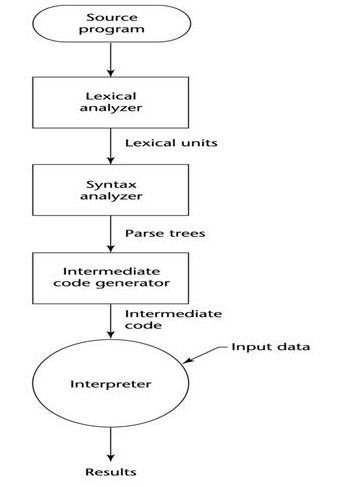 Source
program
Lexical
analyzer
Lexical units
Syntax
analyzer
Parse trees
Intermediate
code generator
Intermediate
code
Input data
Interpreter
Results